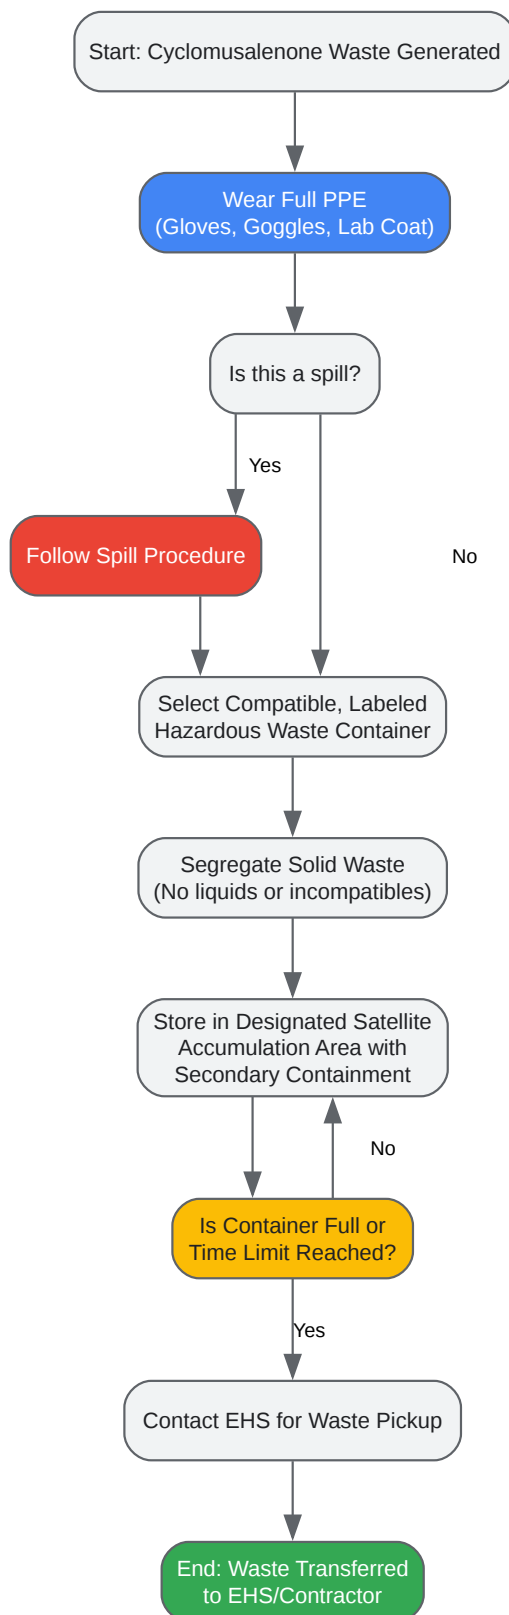 Start: Cyclomusalenone Waste Generated
Wear Full PPE
(Gloves, Goggles, Lab Coat)
Is this a spill?
Yes
Follow Spill Procedure
No
Select Compatible, Labeled
Hazardous Waste Container
Segregate Solid Waste
(No liquids or incompatibles)
Store in Designated Satellite
Accumulation Area with
Secondary Containment
No
Is Container Full or
Time Limit Reached?
Yes
Contact EHS for Waste Pickup
End: Waste Transferred
to EHS/Contractor